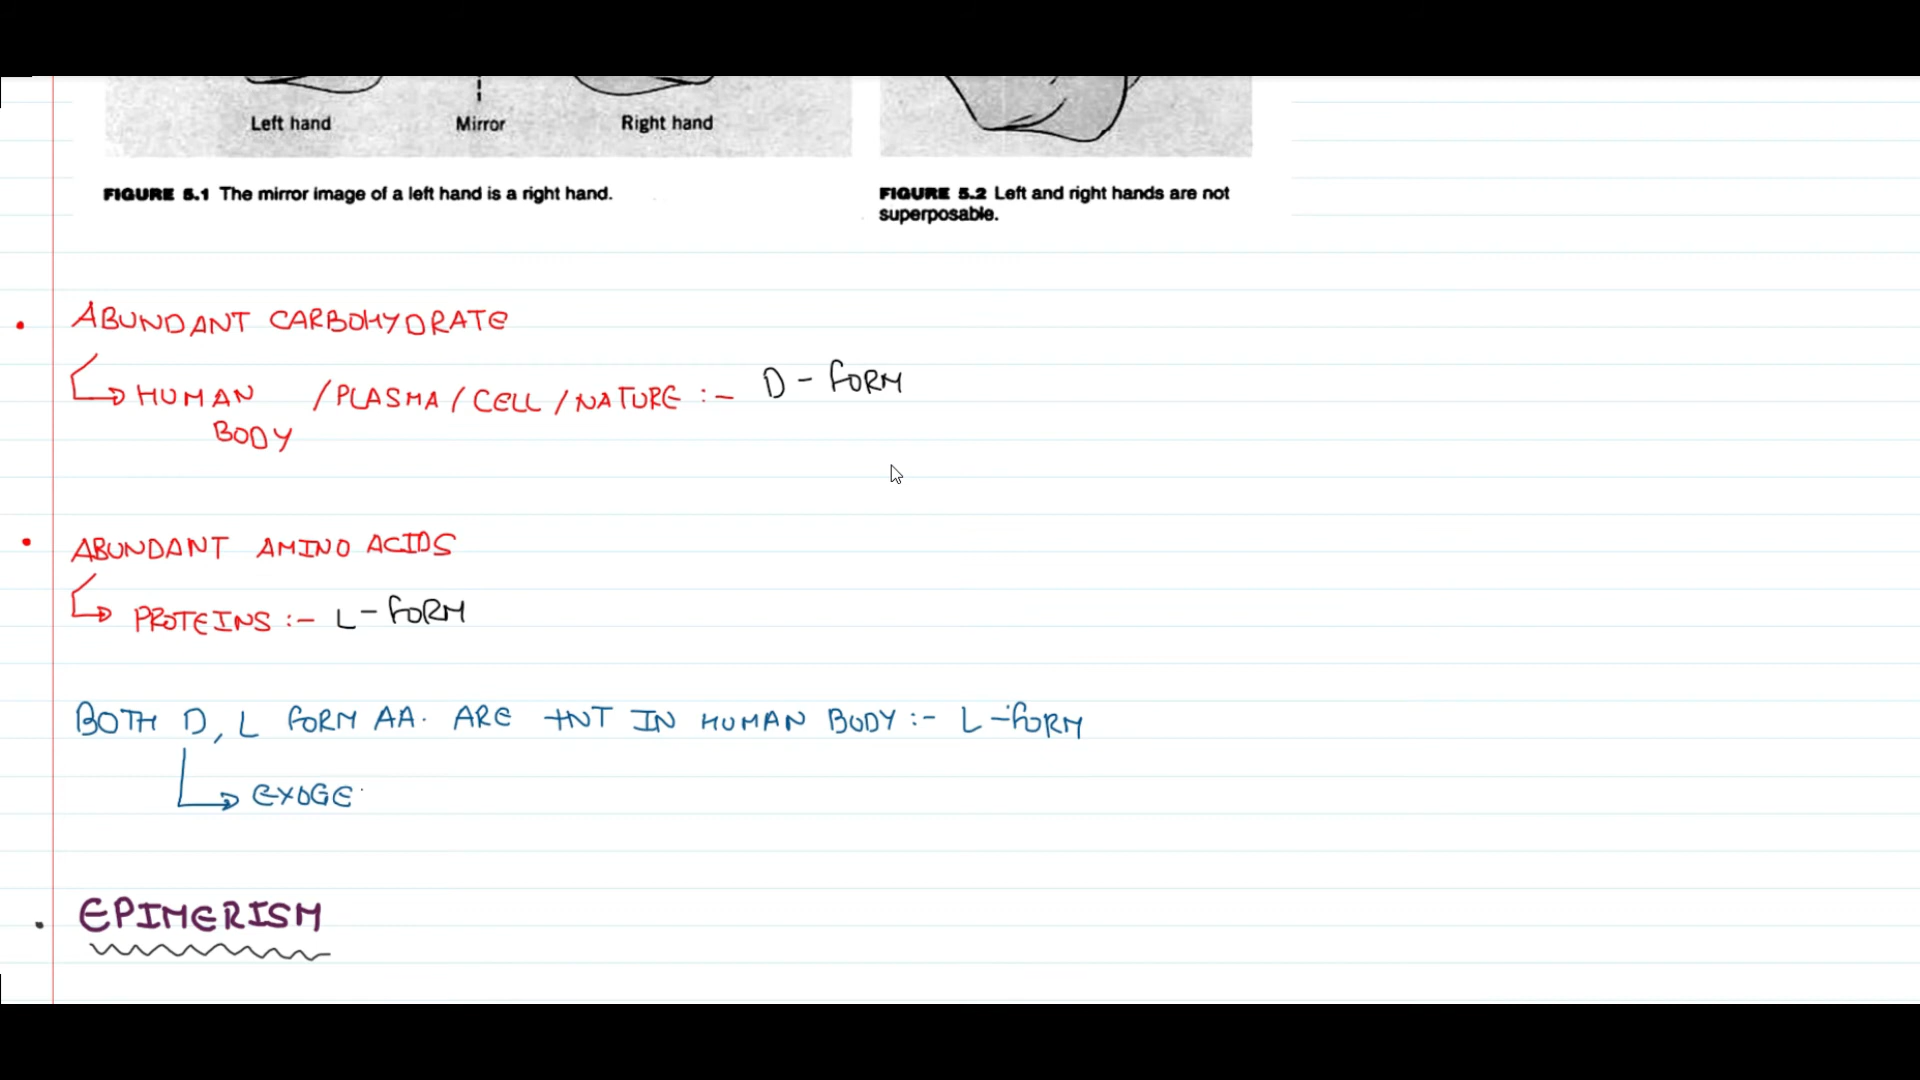 Left hand Mirror Right hand
FIGURE 5.1 The mirror image of a left hand is a right hand.
FIGURE 5.2 Left and right hands are not
superposable.
• ABUNDANT CARBOHYDRATE
HUMAN / PLASMA / CELL / NATURE :- D - FORM
BODY
• ABUNDANT AMINO ACIDS
PROTEINS :- L - FORM
BOTH D, L FORM AA. ARE +NT IN HUMAN BODY :- L - FORM
EXOGE
• EPIMERISM